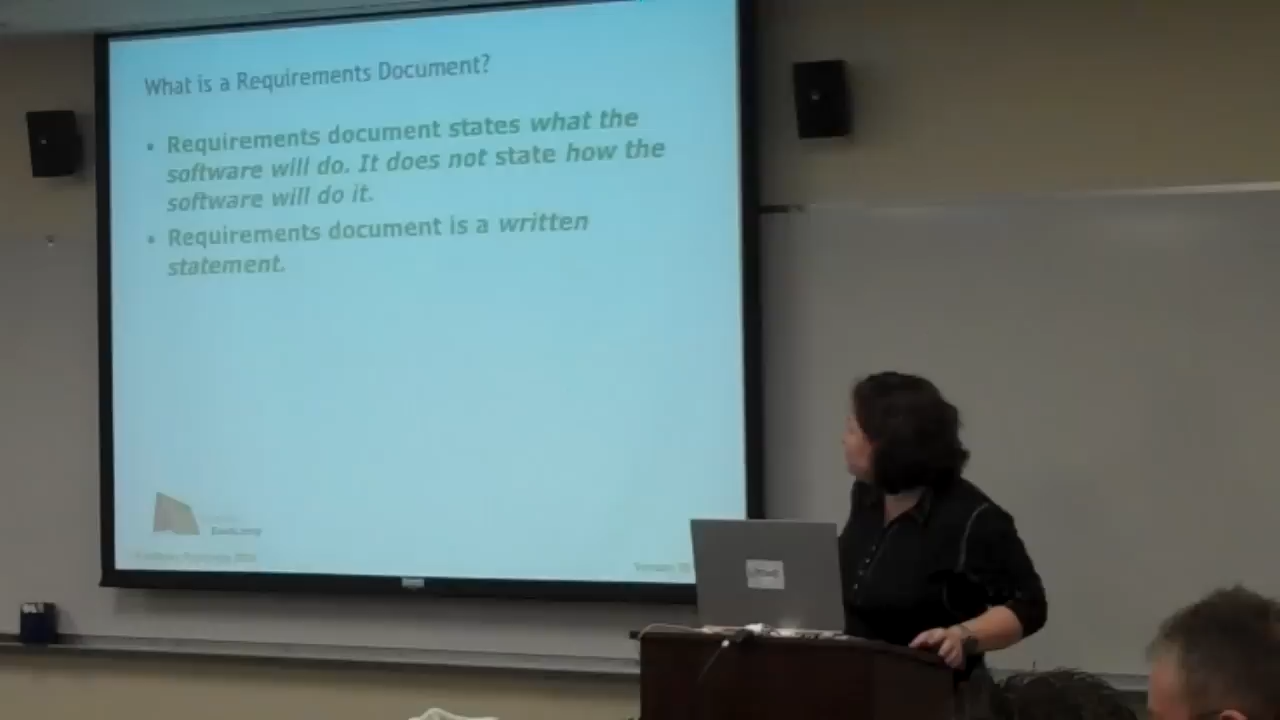 What is a Requirements Document?
• Requirements document states what the
software will do. It does not state how the
software will do it.
• Requirements document is a written
statement.